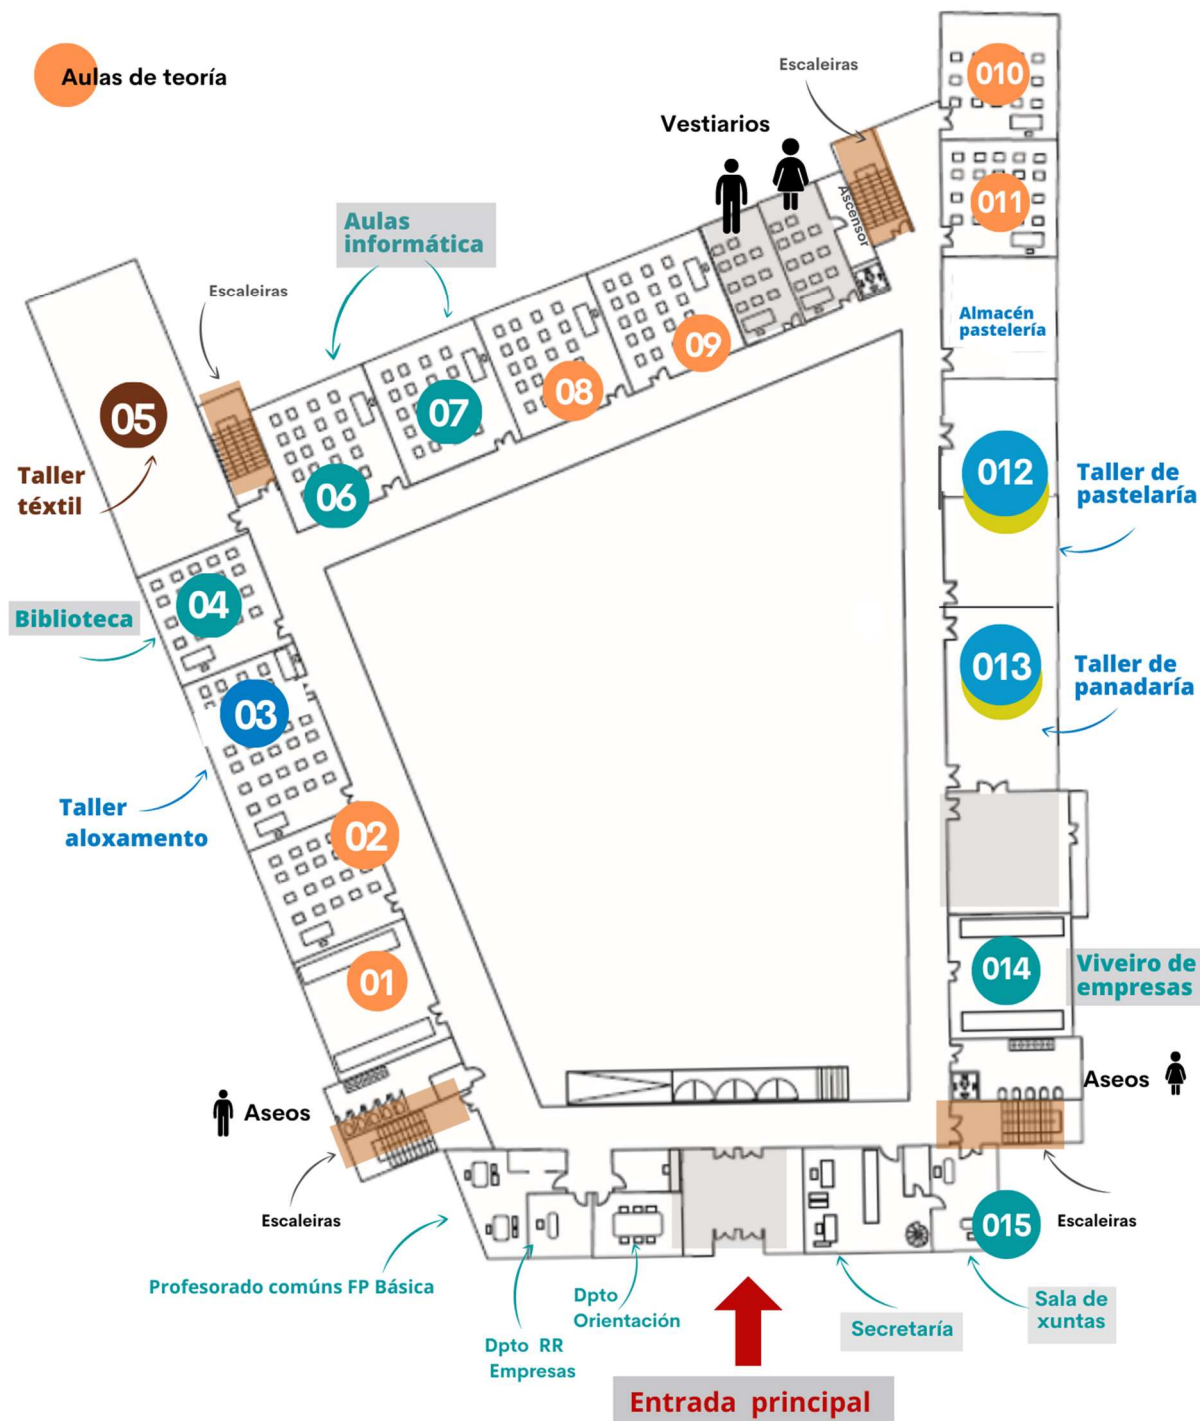 Aulas de teoría
Escaleiras
Vestiarios
Ascensor
010
011
Almacén
pastelería
Aulas
informática
Escaleiras
05
Taller
téxtil
06
07
08
09
012
Taller de
pastelaría
04
Biblioteca
03
Taller
aloxamento
013
Taller de
panadaría
02
01
014
Viveiro de
empresas
Aseos
Escaleiras
Aseos
Escaleiras
015
Profesorado comúns FP Básica
Dpto RR
Empresas
Dpto
Orientación
Secretaría
Sala de
xuntas
Entrada principal